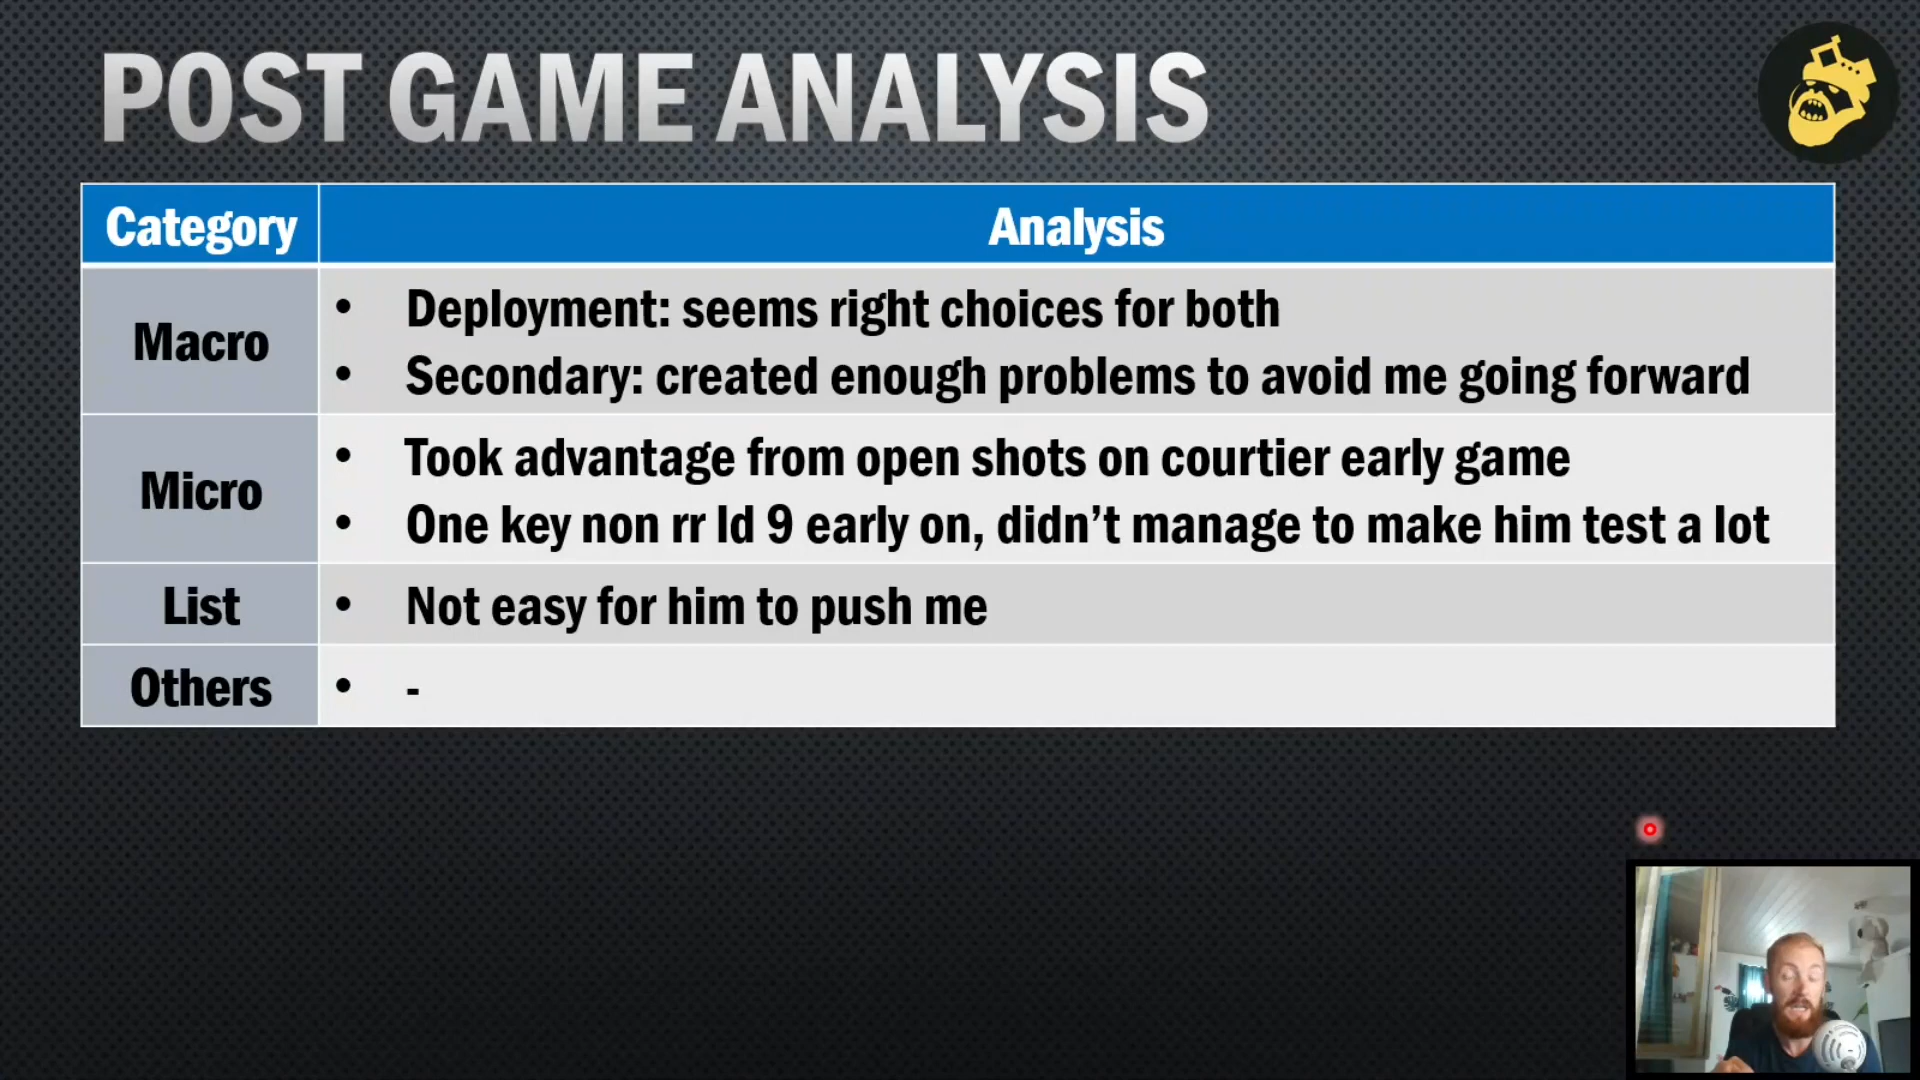 POST GAME ANALYSIS
Category Analysis
Macro
• Deployment: seems right choices for both
• Secondary: created enough problems to avoid me going forward
Micro
• Took advantage from open shots on courtier early game
• One key non rr ld 9 early on, didn’t manage to make him test a lot
List
• Not easy for him to push me
Others
• -